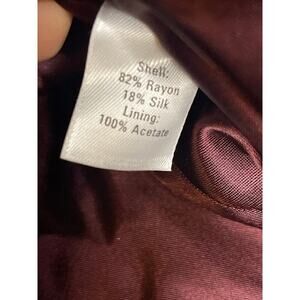 Shell:
82% Rayon
18% Silk
Lining:
100% Acetate